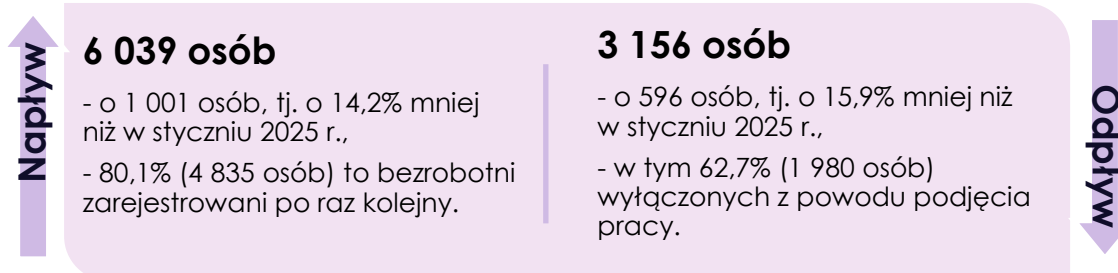 Napływ
6 039 osób
- o 1 001 osób, tj. o 14,2% mniej
niż w styczniu 2025 r.,
- 80,1% (4 835 osób) to bezrobotni
zarejestrowani po raz kolejny.
3 156 osób
- o 596 osób, tj. o 15,9% mniej niż
w styczniu 2025 r.,
- w tym 62,7% (1 980 osób)
wyłączonych z powodu podjęcia
pracy.
Odpływ